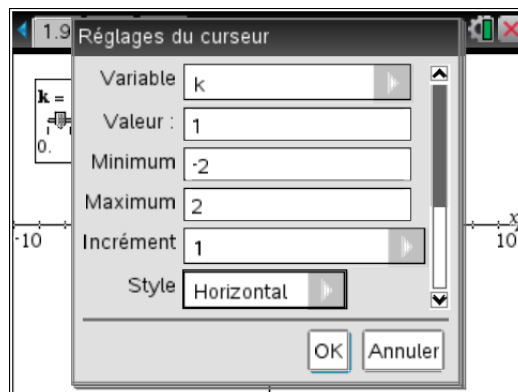 1.9
Réglages du curseur
k =
0.
Variable k
Valeur : 1
Minimum -2
Maximum 2
Incrément 1
Style Horizontal
-10
x
10
OK Annuler